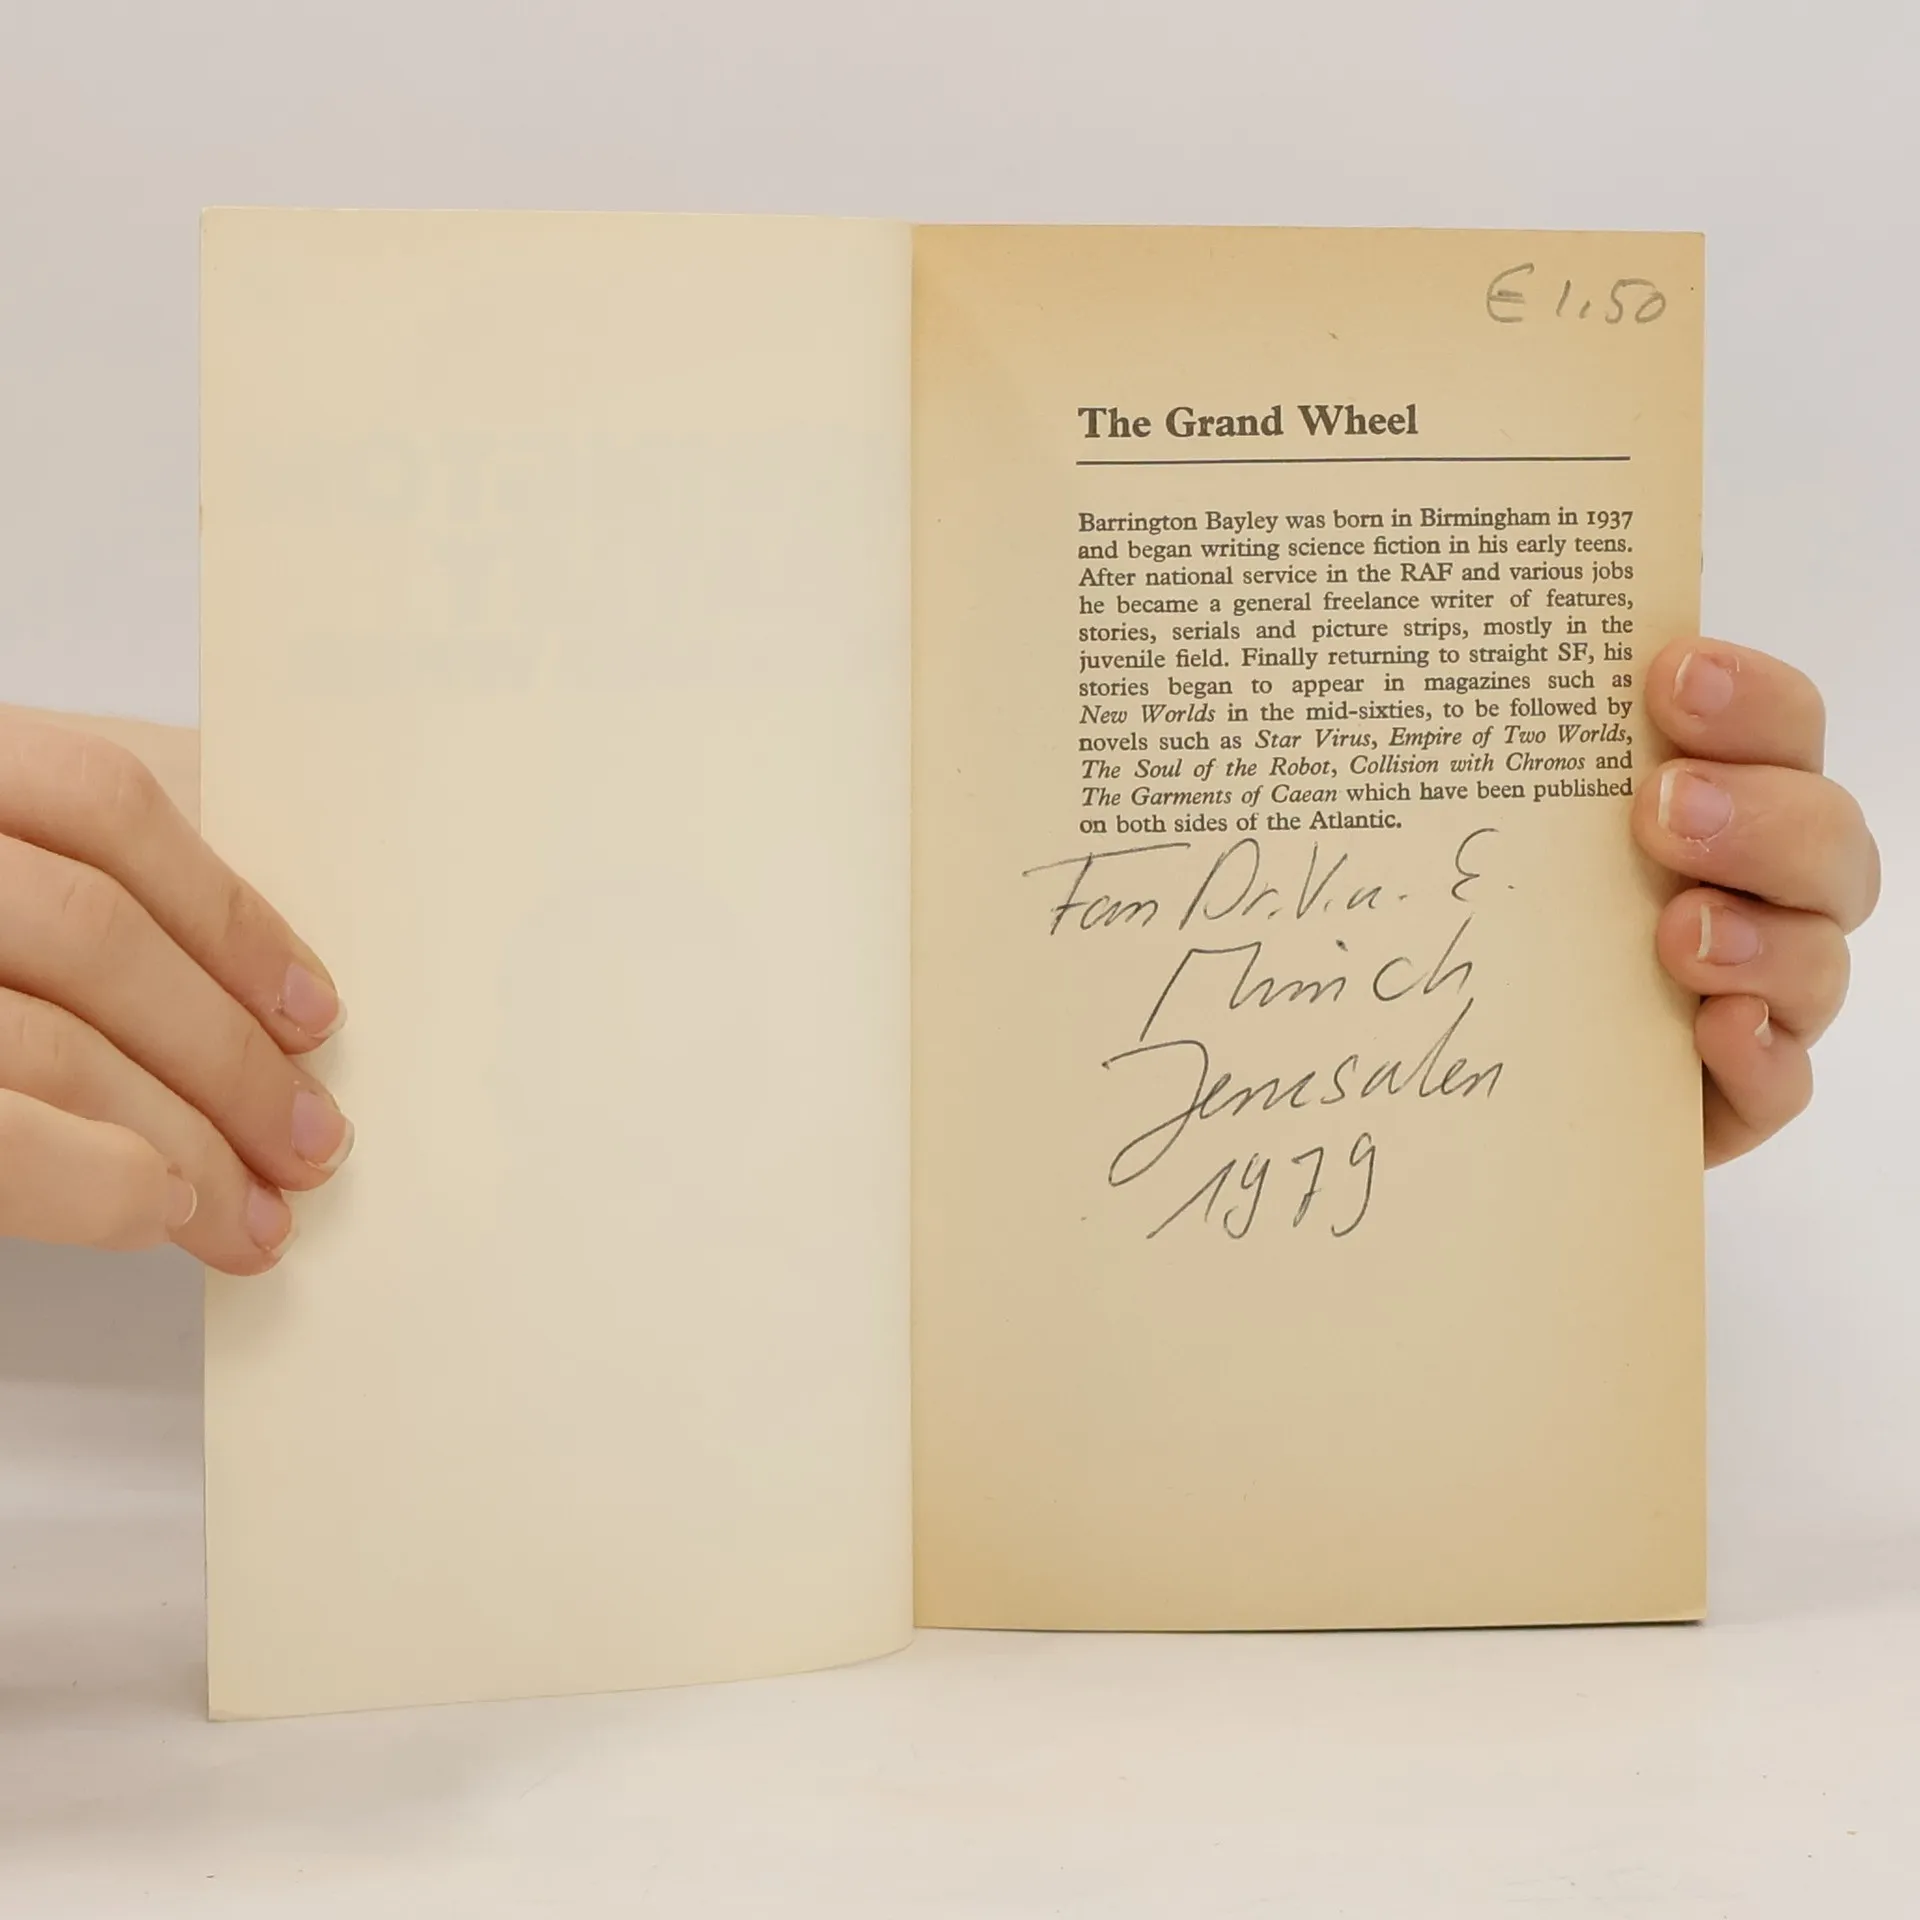 € 1,50
The Grand Wheel
Barrington Bayley was born in Birmingham in 1937
and began writing science fiction in his early teens.
After national service in the RAF and various jobs
he became a general freelance writer of features,
stories, serials and picture strips, mostly in the
juvenile field. Finally returning to straight SF, his
stories began to appear in magazines such as
New Worlds in the mid-sixties, to be followed by
novels such as Star Virus, Empire of Two Worlds,
The Soul of the Robot, Collision with Chronos and
The Garments of Caean which have been published
on both sides of the Atlantic.
Fam Dr. V. u. E.
Jerusalem
1979